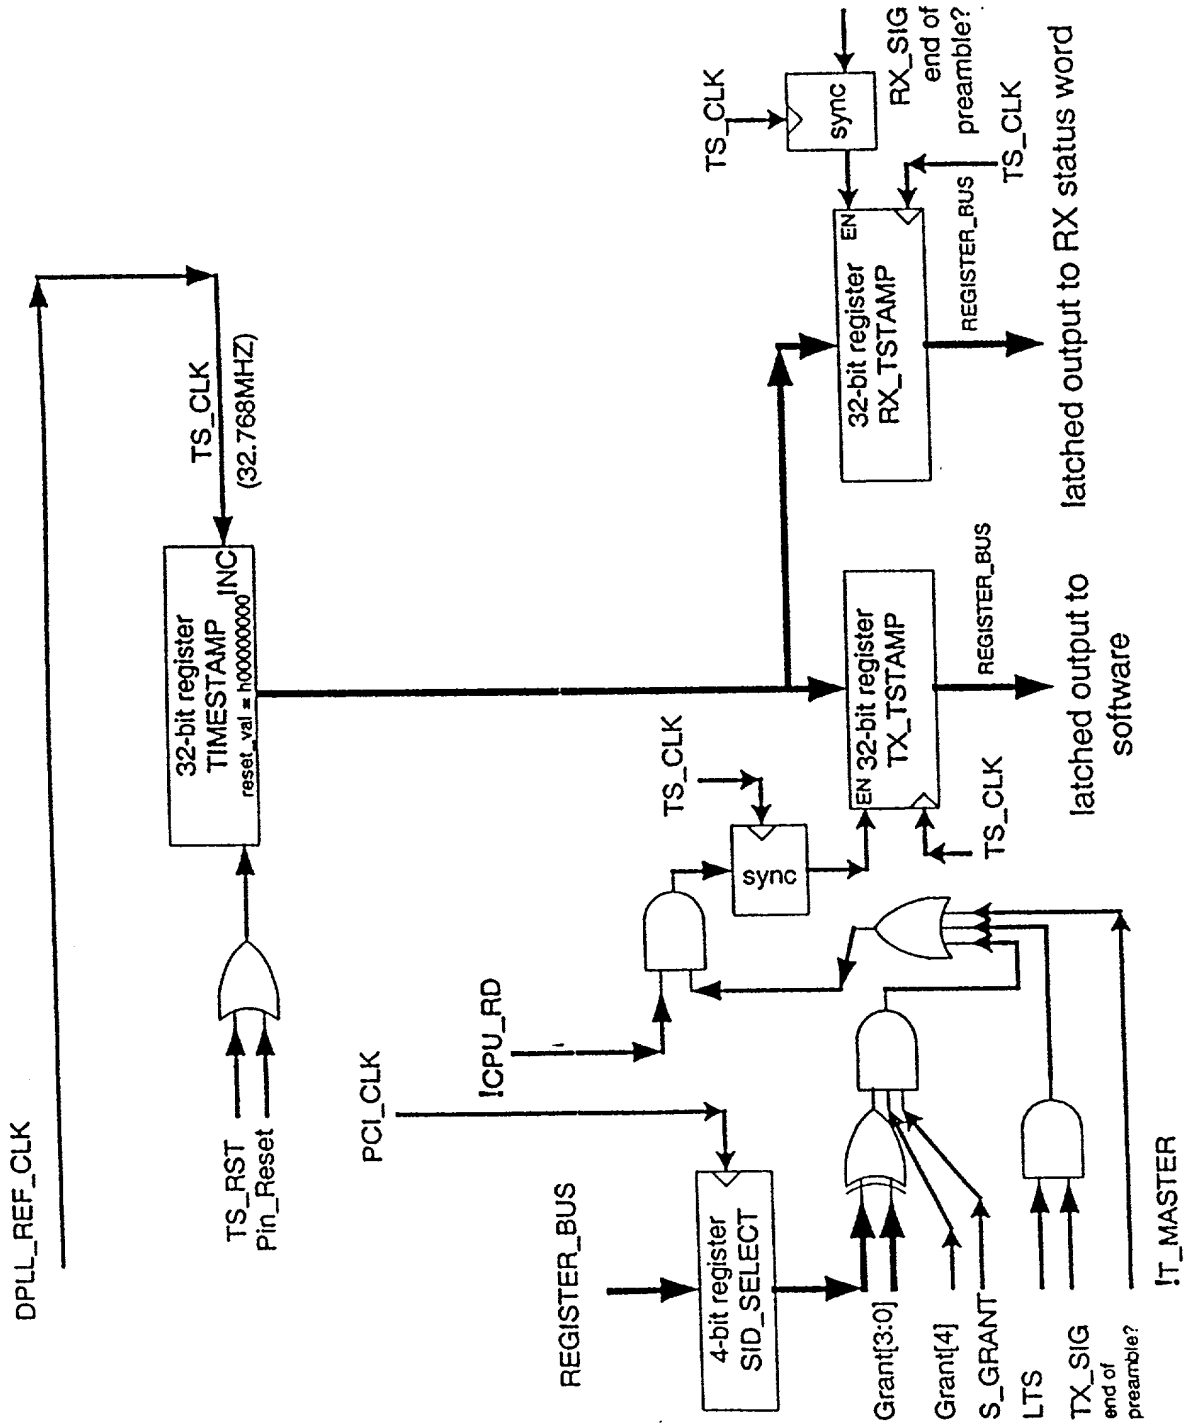 DPLL_REF_CLK
TS_CLK
(32.768MHZ)
32-bit register
TIMESTAMP
INC
reset_val = h00000000
TS_RST
Pin_Reset
PCI_CLK
!CPU_RD
REGISTER_BUS
4-bit register
SID_SELECT
Grant[3:0]
Grant[4]
S_GRANT
LTS
TX_SIG
end of
preamble?
!T_MASTER
TS_CLK
sync
EN
32-bit register
TX_TSTAMP
TS_CLK
REGISTER_BUS
latched output to
software
TS_CLK
sync
RX_SIG
end of
preamble?
EN
32-bit register
RX_TSTAMP
TS_CLK
REGISTER_BUS
latched output to RX status word